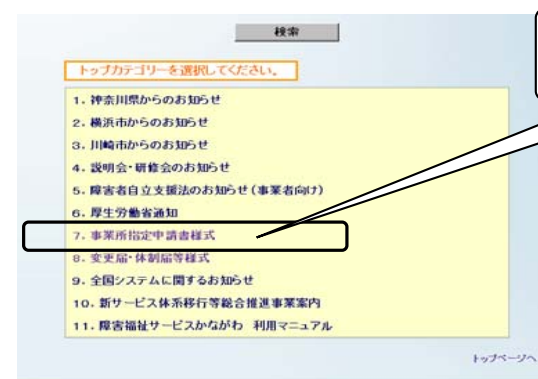 検索
トップカテゴリーを選択してください。
1. 神奈川県からのお知らせ
2. 横浜市からのお知らせ
3. 川崎市からのお知らせ
4. 説明会・研修会のお知らせ
5. 障害者自立支援法のお知らせ(事業者向け)
6. 厚生労働省通知
7. 事業所指定申請書様式
8. 変更届・体制届等様式
9. 全国システムに関するお知らせ
10. 新サービス体系移行等総合推進事業案内
11. 障害福祉サービスかながわ 利用マニュアル
トップページへ